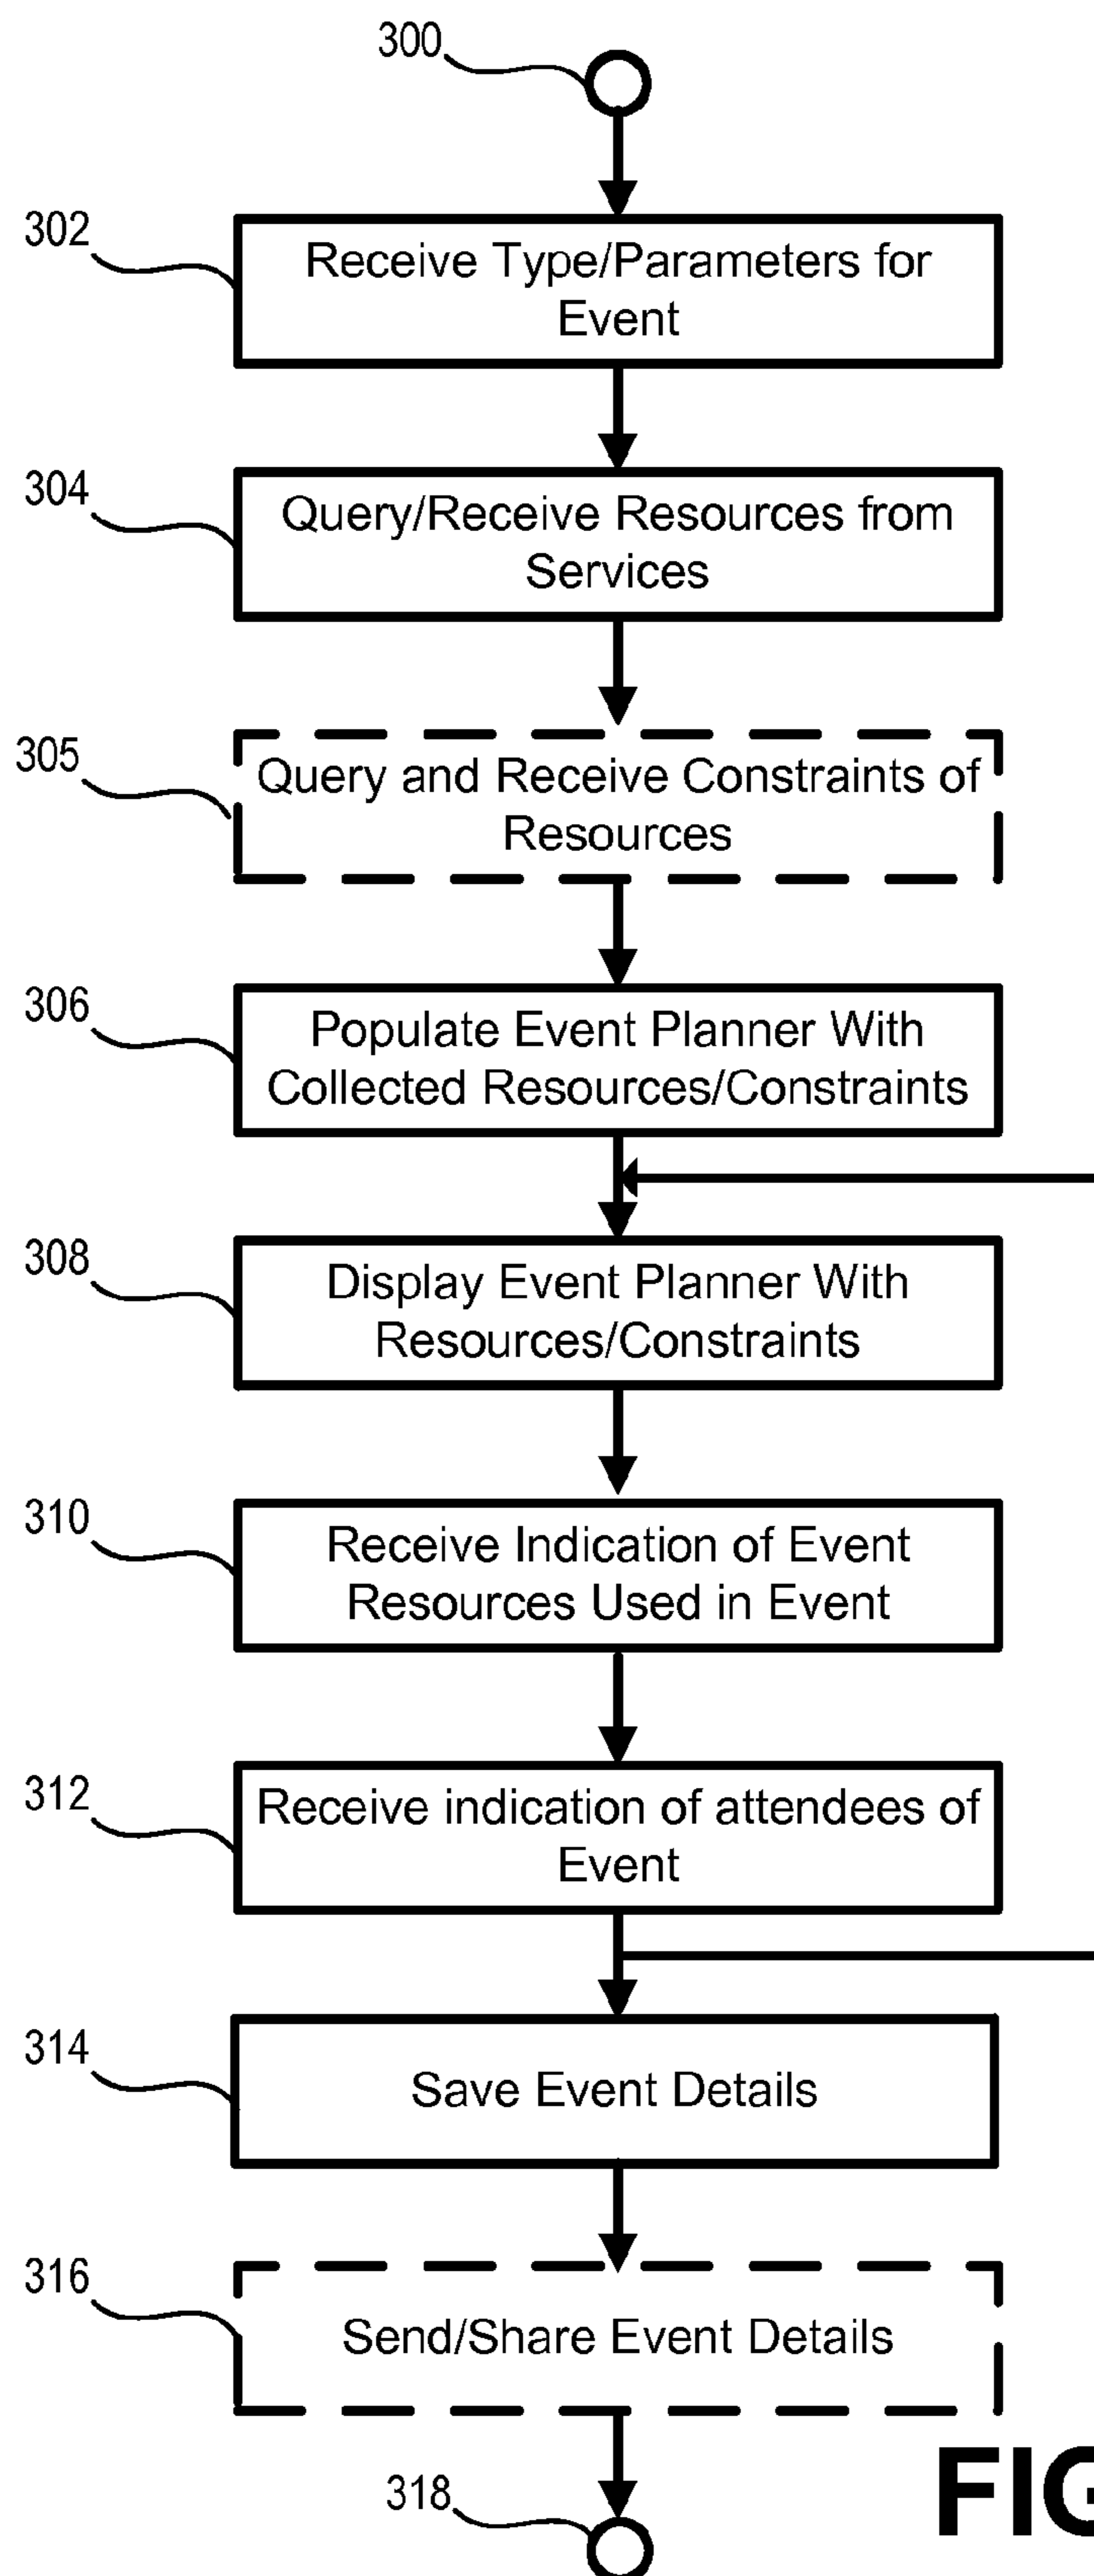 300
302
Receive Type/Parameters for
Event
304
Query/Receive Resources from
Services
305
Query and Receive Constraints of
Resources
306
Populate Event Planner With
Collected Resources/Constraints
308
Display Event Planner With
Resources/Constraints
310
Receive Indication of Event
Resources Used in Event
312
Receive indication of attendees of
Event
314
Save Event Details
316
Send/Share Event Details
318
FIG